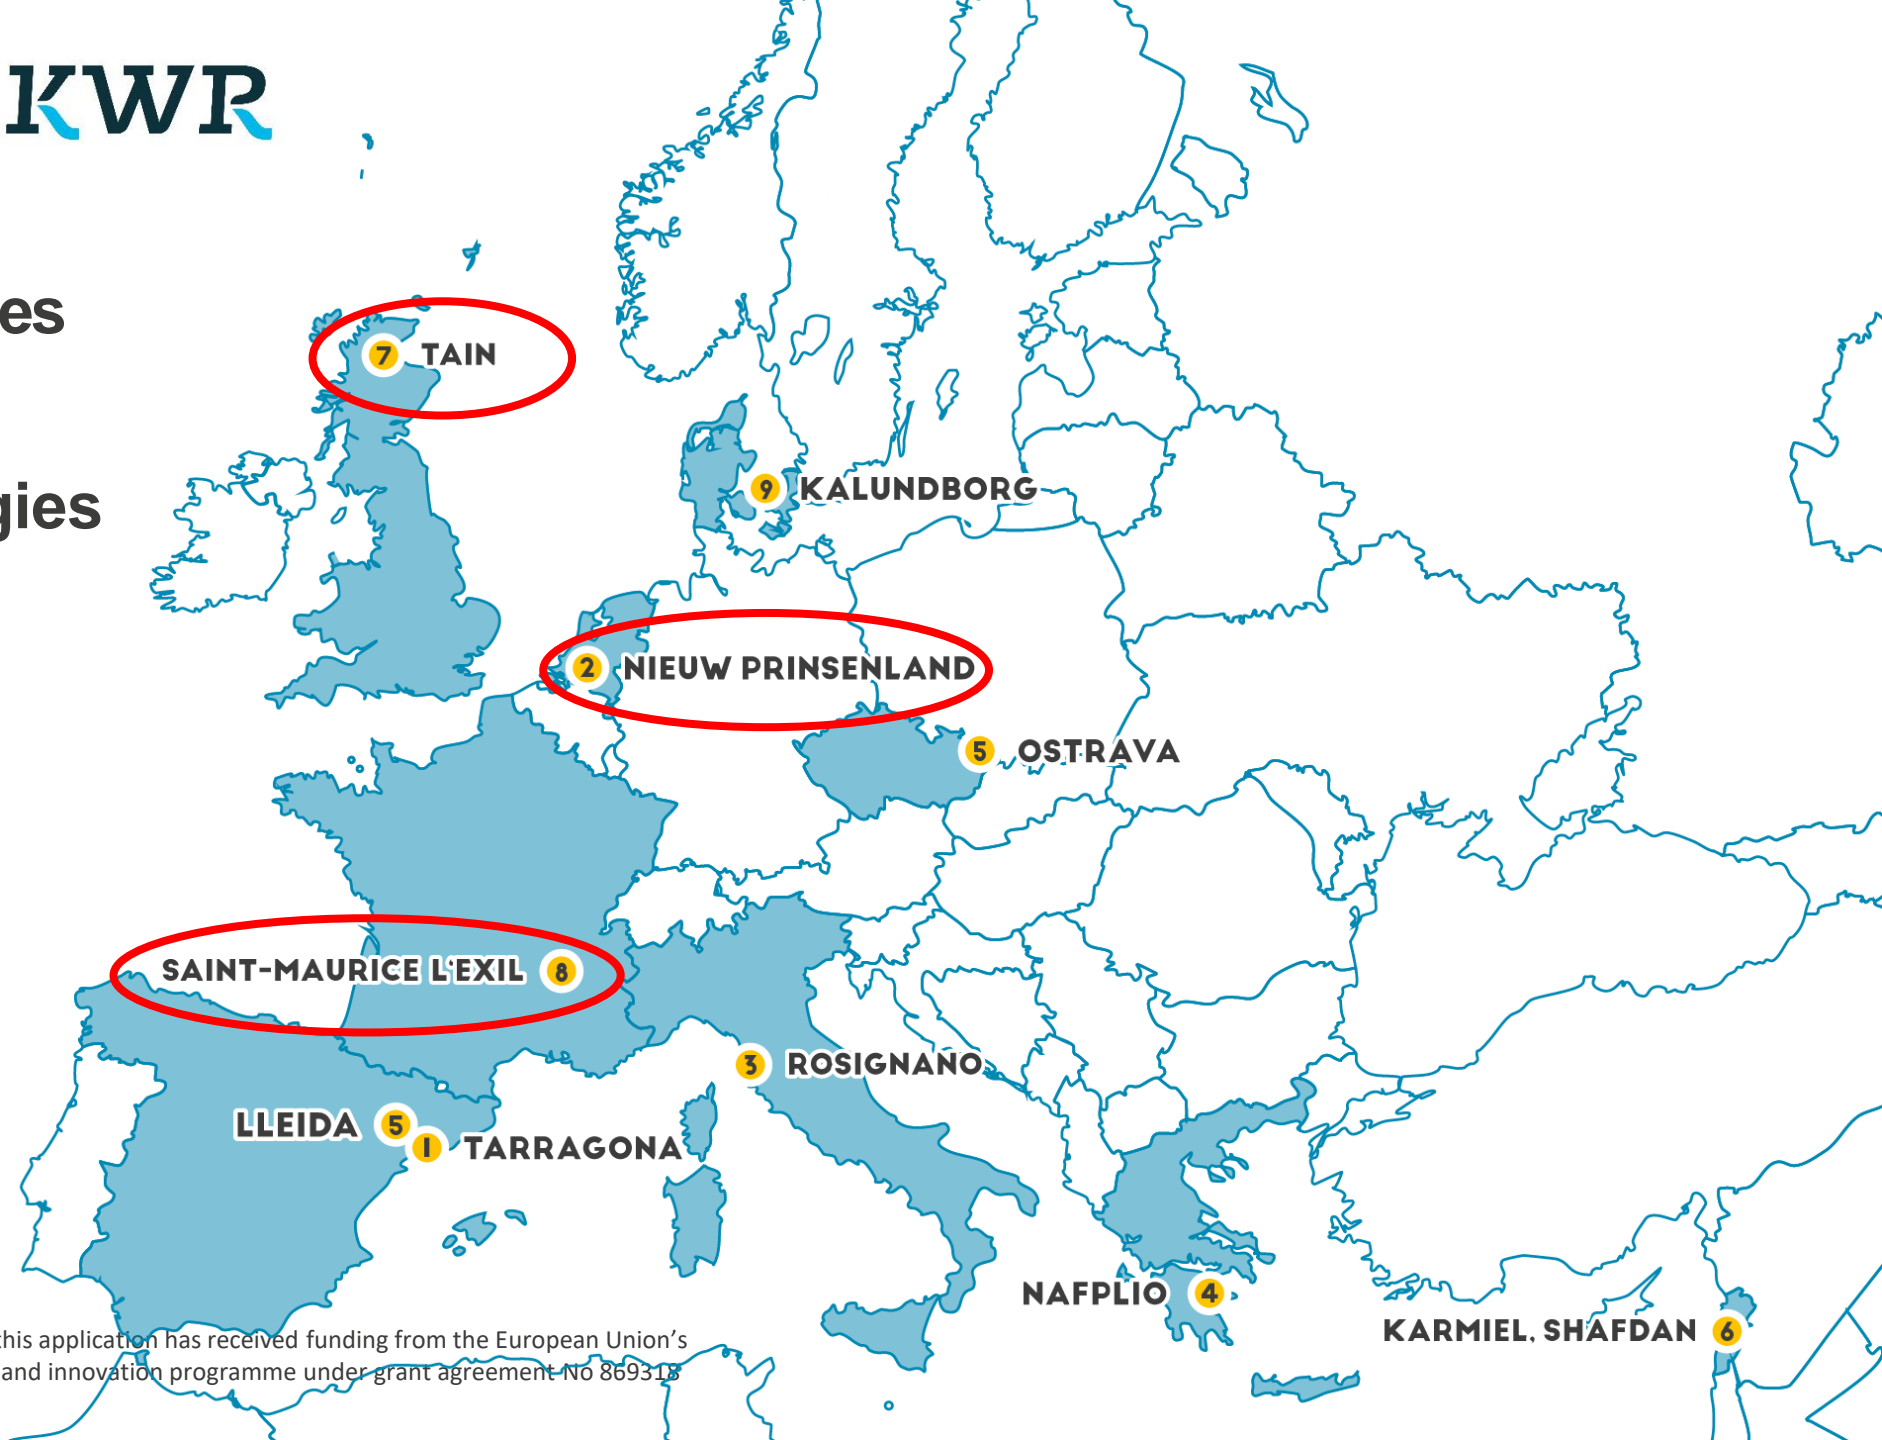 KWR
es
gies
7 TAIN
9 KALUNDBORG
2 NIEUW PRINSENLAND
5 OSTRAVA
SAINT-MAURICE L'EXIL 8
3 ROSIGNANO
LLEIDA 5
1 TARRAGONA
NAFPLIO 4
KARMIEL, SHAFDAN 6
this application has received funding from the European Union's
and innovation programme under grant agreement No 869318